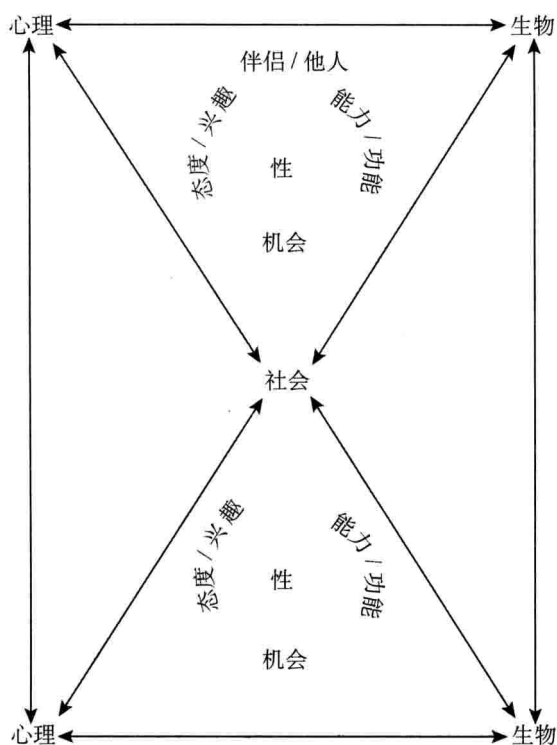 心理 生物
伴侣/他人
态度/兴趣 能力/功能
性
机会
社会
态度/兴趣 能力/功能
性
机会
心理 生物